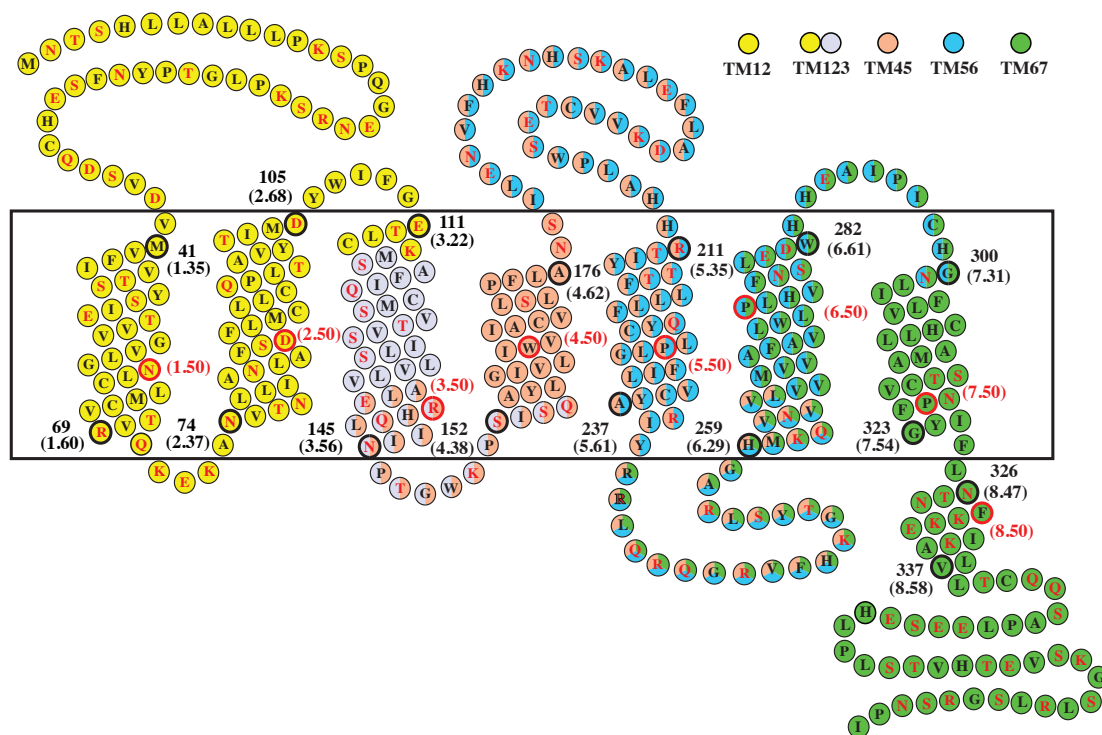 TM12 TM123 TM45 TM56 TM67
M N T S H L L A L L L P K S P Q G E N R S K P L G T P Y N F S E H C Q D S V D V
I F V M
S T V
E I S Y
V V T
G L V G V
C L L N
V C M L
R V T
Q
K E K A
41
(1.35)
(1.50)
69
(1.60)
T I M D
A V Y
Q P L T
L L C
F L M C
F S D
A N L A
L I
N V T N
105
(2.68)
(2.50)
74
(2.37)
Y W I F G
C L T E
S M K
Q I F A
S M C
S V T V
S L I
V L V L
E L A
L Q H R
N I I
111
(3.22)
(3.50)
145
(3.56)
P T G W K P
N A
P F L A
L S L
I A C V
I W V
G I V I
A Y L
S I S Q
176
(4.62)
(4.50)
152
(4.38)
S I L E N V F H K N H S K A L E F L A D K V V C T E S W P L A H H
Y I T R
F T T
F L L L
C Y Q
G L P L
L I F
A Y C V
I R
Y
211
(5.35)
(5.50)
237
(5.61)
R R L Q R Q G R V F H K G T Y S L R A G
L E D W
F N S
P L H V
L W L
A F A V
V M V
V L V V
V N V
H M K Q
282
(6.61)
(6.50)
259
(6.29)
H H E A I P I C H
I L N G
V L F
L L H C
A M A
V C T S
F P N
G Y I F
300
(7.31)
(7.50)
323
(7.54)
L
N T N
E K K F
A K I
V L
326
(8.47)
(8.50)
337
(8.58)
L T C Q Q S A P L E E S E H L P L S T V H T E V S K G S L R L S G R S N P I